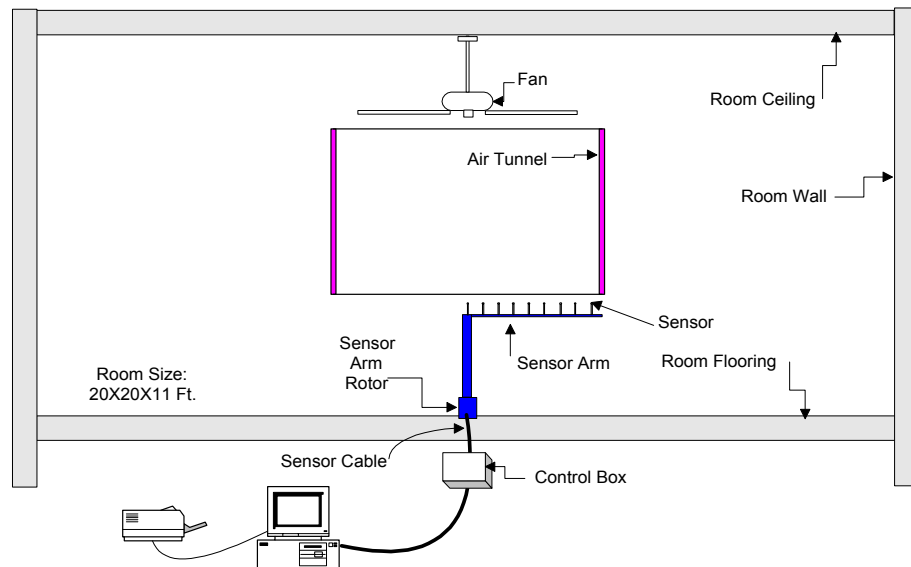 Fan
Room Ceiling
Air Tunnel
Room Wall
Sensor
Sensor Arm
Room Flooring
Sensor
Arm
Rotor
Room Size:
20X20X11 Ft.
Sensor Cable
Control Box